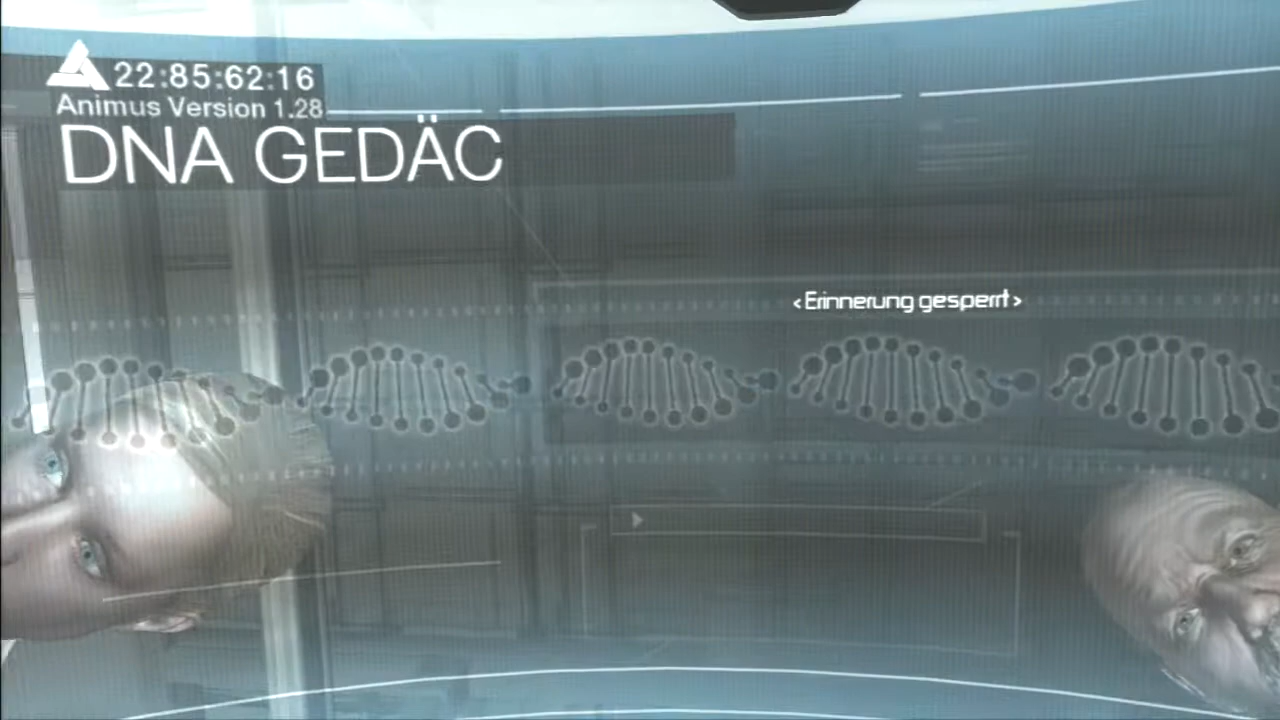 22:85:62:16
Animus Version 1.28
DNA GEDÄC
‹Erinnerung gesperrt›